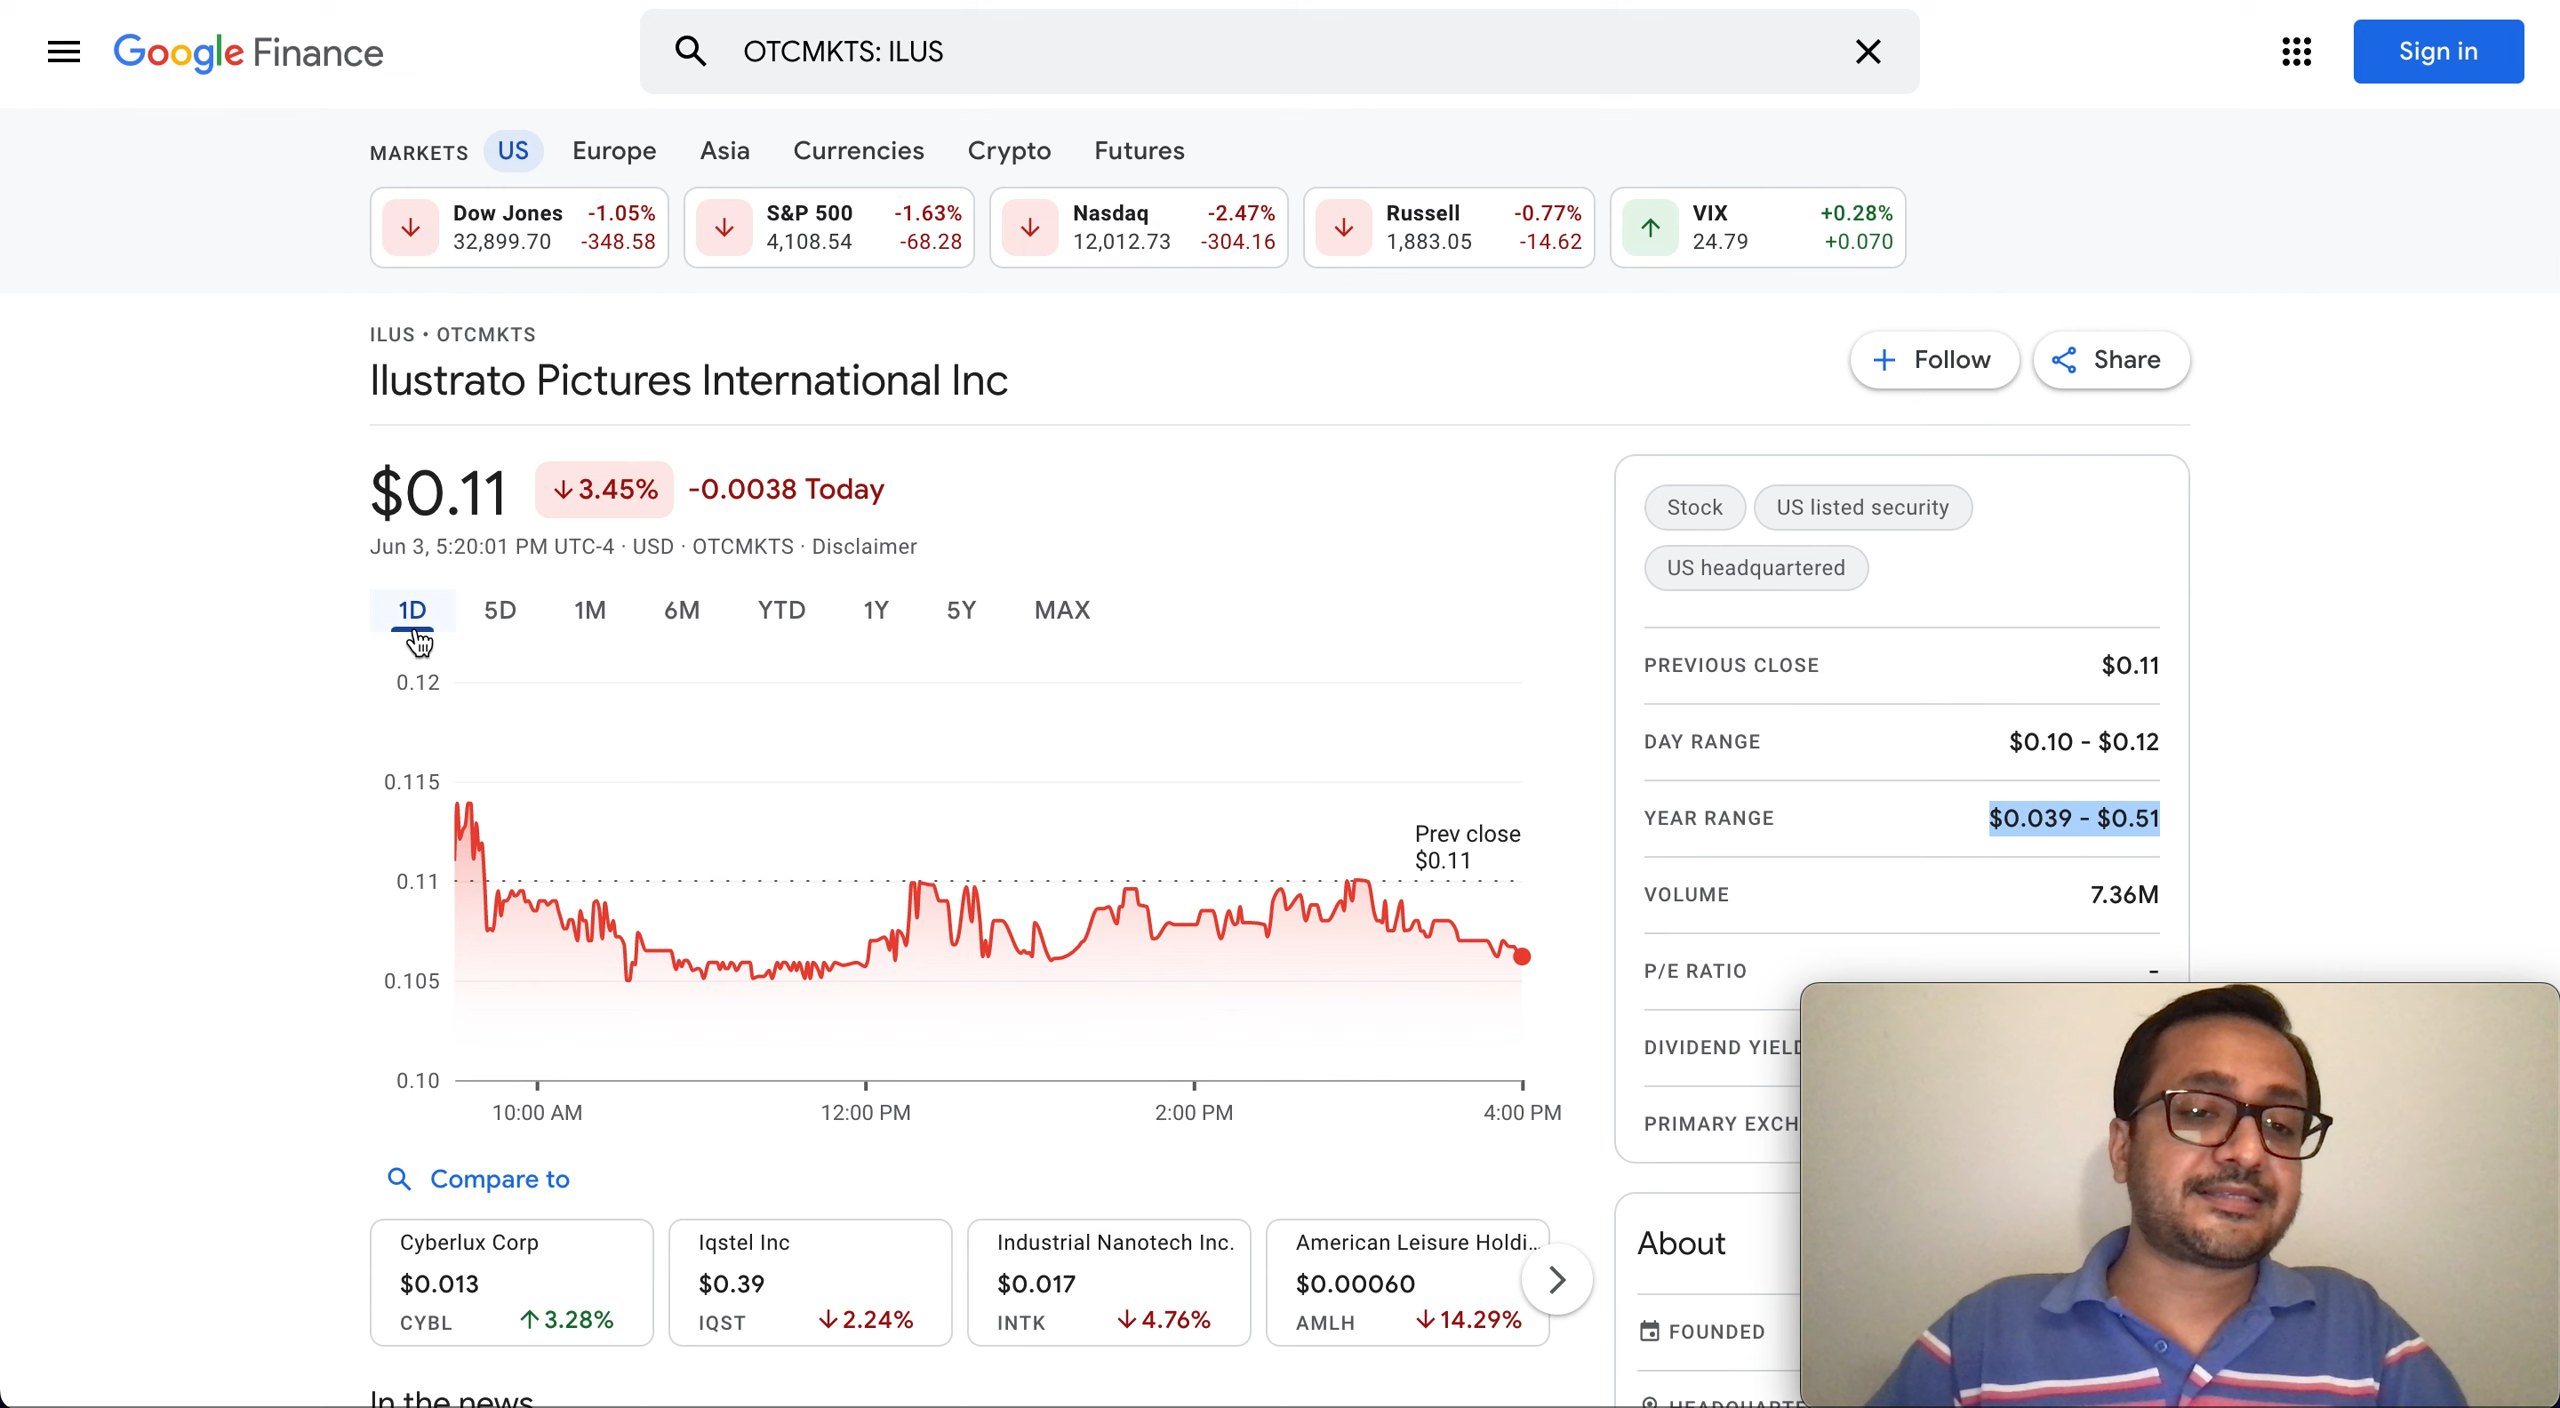 Google Finance
OTCMKTS: ILUS
Sign in
MARKETS US Europe Asia Currencies Crypto Futures
Dow Jones -1.05%
32,899.70 -348.58
S&P 500 -1.63%
4,108.54 -68.28
Nasdaq -2.47%
12,012.73 -304.16
Russell -0.77%
1,883.05 -14.62
VIX +0.28%
24.79 +0.070
ILUS • OTCMKTS
Ilustrato Pictures International Inc
Follow
Share
$0.11 ↓3.45% -0.0038 Today
Jun 3, 5:20:01 PM UTC-4 · USD · OTCMKTS · Disclaimer
1D 5D 1M 6M YTD 1Y 5Y MAX
0.12
0.115
0.11
0.105
0.10
Prev close
$0.11
10:00 AM 12:00 PM 2:00 PM 4:00 PM
Compare to
Cyberlux Corp
$0.013
CYBL ↑3.28%
Iqstel Inc
$0.39
IQST ↓2.24%
Industrial Nanotech Inc.
$0.017
INTK ↓4.76%
American Leisure Holdi...
$0.00060
AMLH ↓14.29%
In the news
Stock
US listed security
US headquartered
PREVIOUS CLOSE $0.11
DAY RANGE $0.10 - $0.12
YEAR RANGE $0.039 - $0.51
VOLUME 7.36M
P/E RATIO -
DIVIDEND YIELD
PRIMARY EXCH
About
FOUNDED